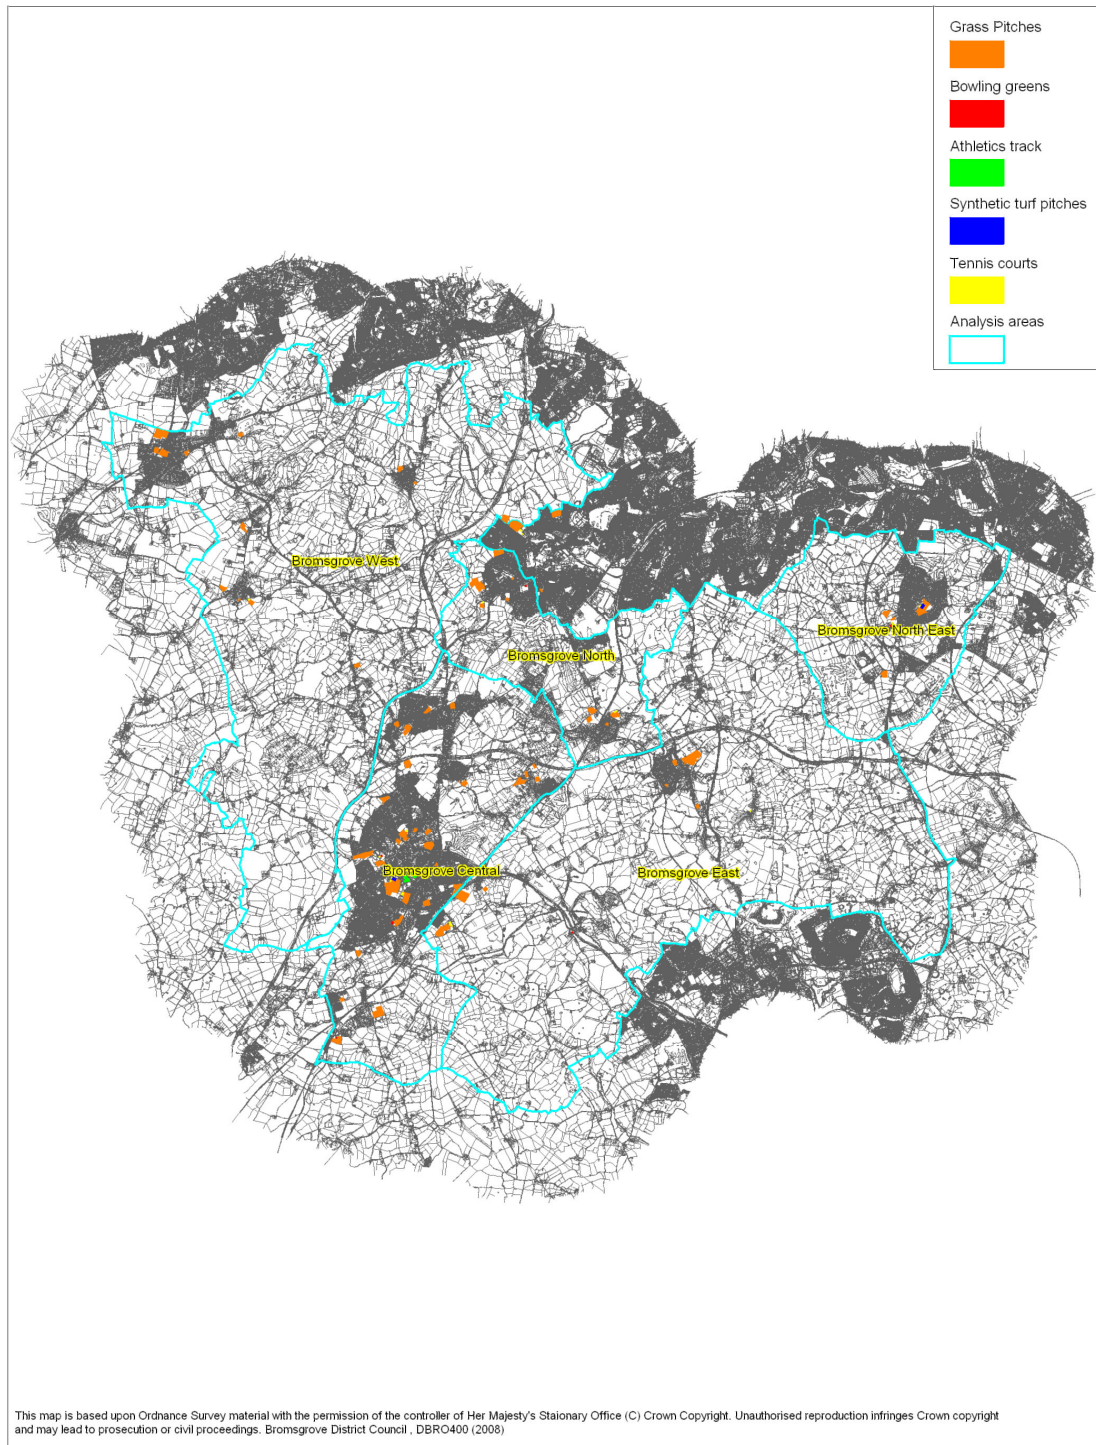 Grass Pitches
Bowling greens
Athletics track
Synthetic turf pitches
Tennis courts
Analysis areas
Bromsgrove West
Bromsgrove North East
Bromsgrove North
Bromsgrove Central
Bromsgrove East
This map is based upon Ordnance Survey material with the permission of the controller of Her Majesty's Staionary Office (C) Crown Copyright. Unauthorised reproduction infringes Crown copyright
and may lead to prosecution or civil proceedings. Bromsgrove District Council , DBRO400 (2008)